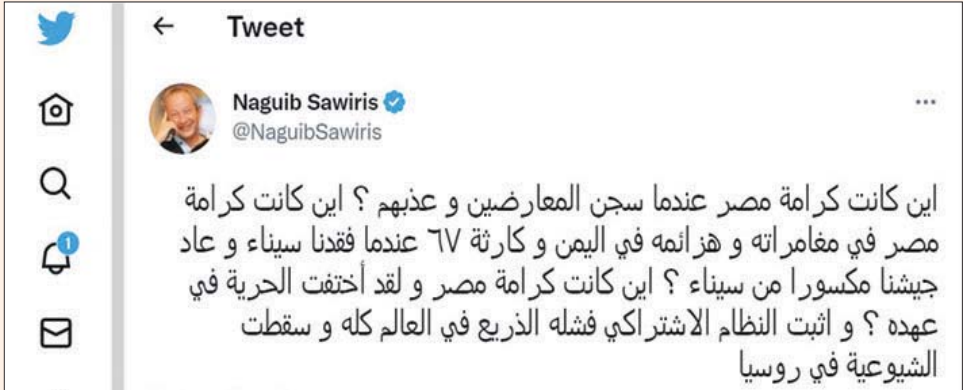 Tweet
Naguib Sawiris
@NaguibSawiris
اين كانت كرامة مصر عندما سجن المعارضين و عذبهم ؟ اين كانت كرامة
مصر في مغامراته و هزائمه في اليمن و كارثة ٦٧ عندما فقدنا سيناء و عاد
جيشنا مكسورا من سيناء ؟ اين كانت كرامة مصر و لقد أختفت الحرية في
عهده ؟ و اثبت النظام الاشتراكي فشله الذريع في العالم كله و سقطت
الشيوعية في روسيا
1